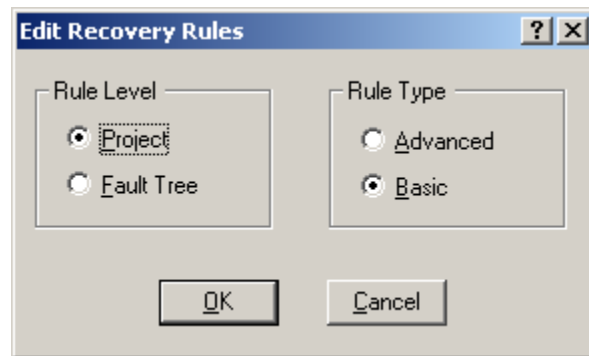 Edit Recovery Rules ? X
Rule Level Rule Type
Project Advanced
Fault Tree Basic
OK Cancel